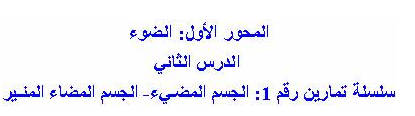 المحور الأول: الضوء
الدرس الثاني
سلسلة تمارين رقم 1: الجسم المضيء- الجسم المضاء المنير